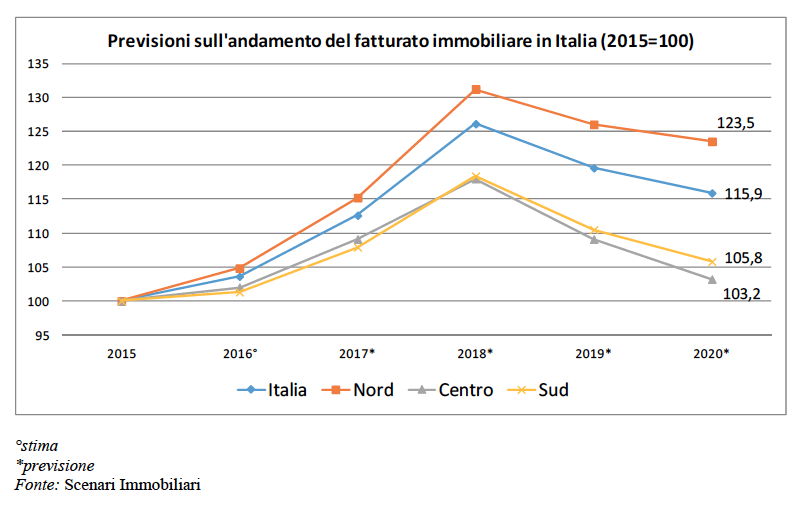 Previsioni sull'andamento del fatturato immobiliare in Italia (2015=100)
135
130
125
120
115
110
105
100
95
123,5
115,9
105,8
103,2
2015 2016° 2017* 2018* 2019* 2020*
Italia Nord Centro Sud
°stima
*previsione
Fonte: Scenari Immobiliari